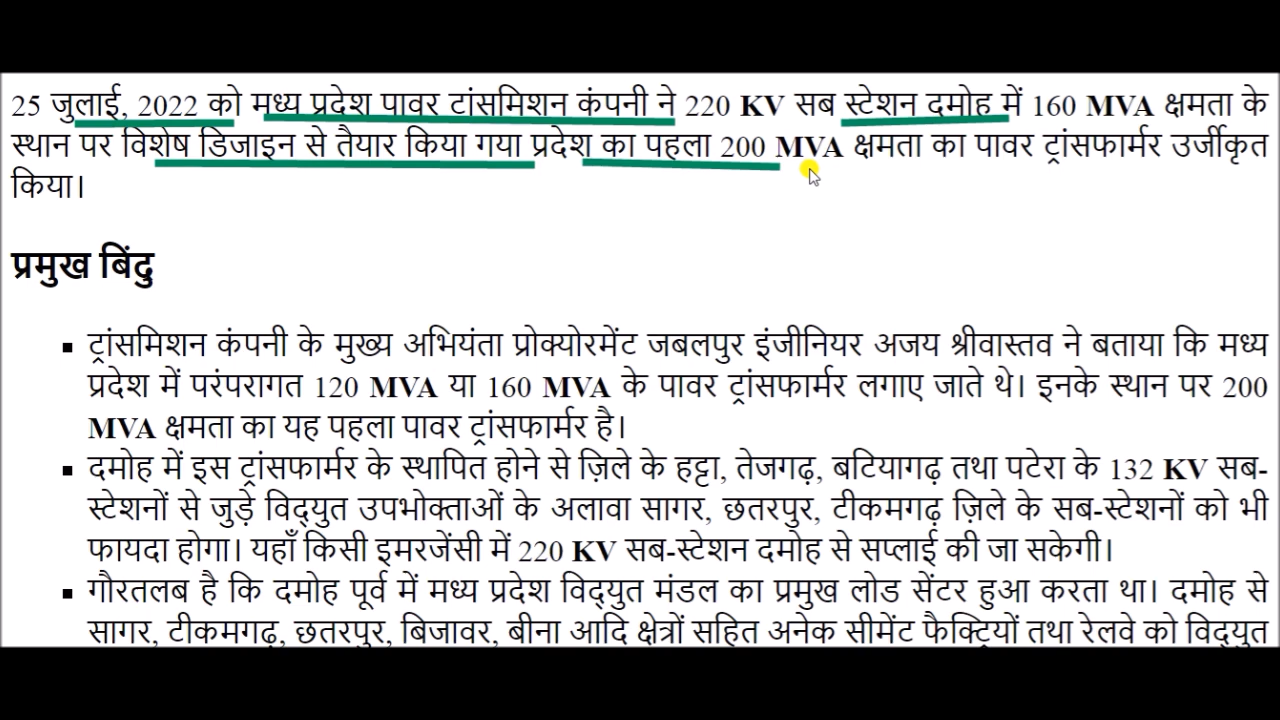 25 जुलाई, 2022 को मध्य प्रदेश पावर टांसमिशन कंपनी ने 220 KV सब स्टेशन दमोह में 160 MVA क्षमता के
स्थान पर विशेष डिजाइन से तैयार किया गया प्रदेश का पहला 200 MVA क्षमता का पावर ट्रांसफार्मर उर्जीकृत
किया।
प्रमुख बिंदु
▪ ट्रांसमिशन कंपनी के मुख्य अभियंता प्रोक्योरमेंट जबलपुर इंजीनियर अजय श्रीवास्तव ने बताया कि मध्य
प्रदेश में परंपरागत 120 MVA या 160 MVA के पावर ट्रांसफार्मर लगाए जाते थे। इनके स्थान पर 200
MVA क्षमता का यह पहला पावर ट्रांसफार्मर है।
▪ दमोह में इस ट्रांसफार्मर के स्थापित होने से ज़िले के हट्टा, तेजगढ़, बटियागढ़ तथा पटेरा के 132 KV सब-
स्टेशनों से जुड़े विद्युत उपभोक्ताओं के अलावा सागर, छतरपुर, टीकमगढ़ ज़िले के सब-स्टेशनों को भी
फायदा होगा। यहाँ किसी इमरजेंसी में 220 KV सब-स्टेशन दमोह से सप्लाई की जा सकेगी।
▪ गौरतलब है कि दमोह पूर्व में मध्य प्रदेश विद्युत मंडल का प्रमुख लोड सेंटर हुआ करता था। दमोह से
सागर, टीकमगढ़, छतरपुर, बिजावर, बीना आदि क्षेत्रों सहित अनेक सीमेंट फैक्ट्रियों तथा रेलवे को विद्युत